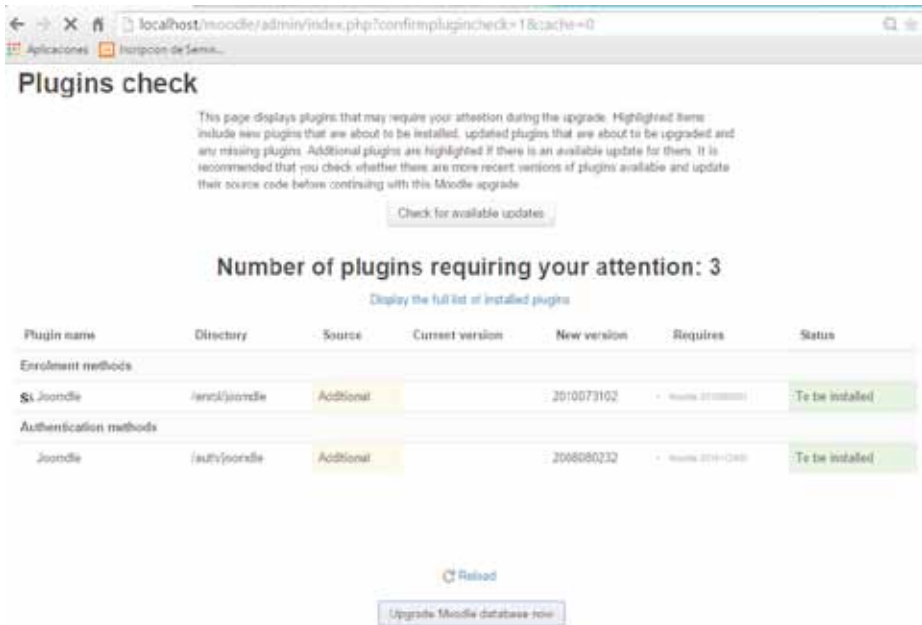 localhost/moodle/admin/index.php?confirmplugincheck=1&cache=0
Aplicaciones
Plugins check
This page displays plugins that may require your attention during the upgrade. Highlighted items
include new plugins that are about to be installed, updated plugins that are about to be upgraded and
any missing plugins. Additional plugins are highlighted if there is an available update for them. It is
recommended that you check whether there are more recent versions of plugins available and update
their source code before continuing with this Moodle upgrade
Check for available updates
Number of plugins requiring your attention: 3
Display the full list of installed plugins
Plugin name Directory Source Current version New version Requires Status
Enrolment methods
Joomdle /enrol/joomdle Additional 2010073102 To be installed
Authentication methods
Joomdle /auth/joomdle Additional 2008080232 To be installed
Reload
Upgrade Moodle database now